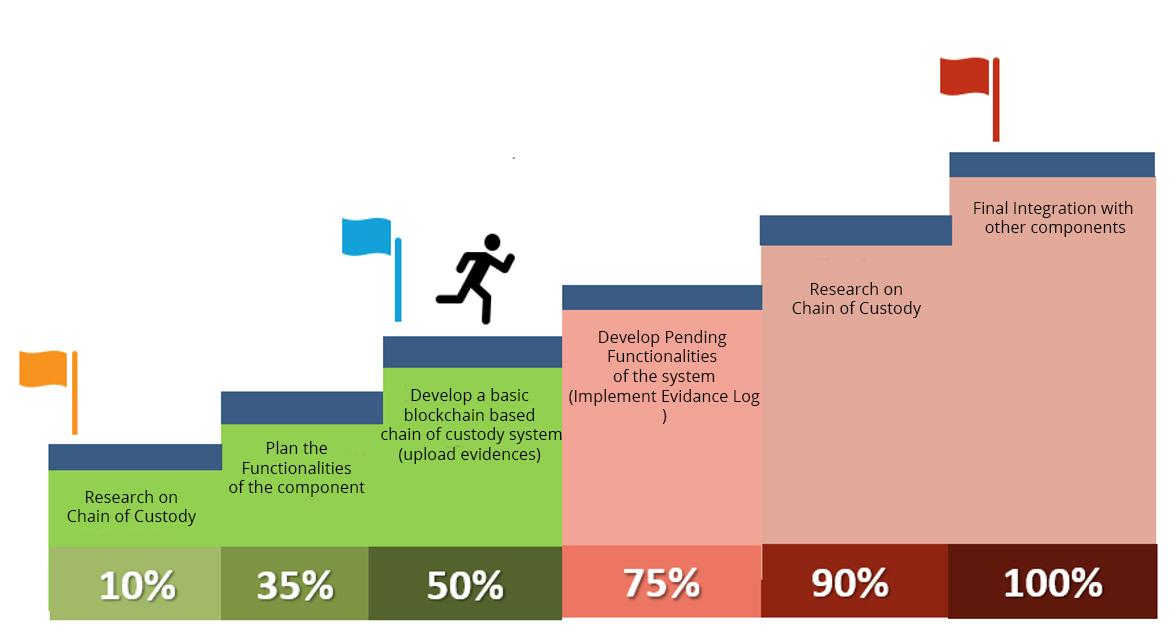 Research on
Chain of Custody
10%
Plan the
Functionalities
of the component
35%
Develop a basic
blockchain based
chain of custody system
(upload evidences)
50%
Develop Pending
Functionalities
of the system
(Implement Evidance Log
)
75%
Research on
Chain of Custody
90%
Final Integration with
other components
100%